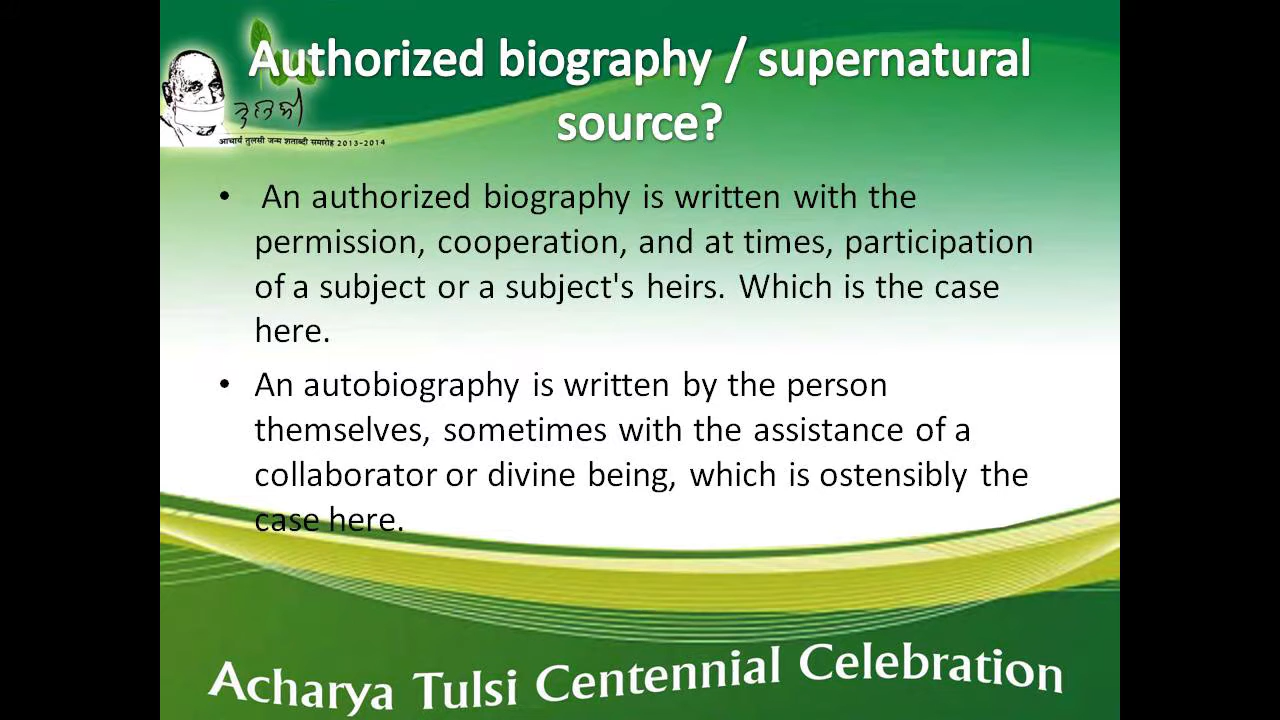 Authorized biography / supernatural
source?
तुलसी
आचार्य तुलसी जन्म शताब्दी समारोह 2013-2014
• An authorized biography is written with the
permission, cooperation, and at times, participation
of a subject or a subject's heirs. Which is the case
here.
• An autobiography is written by the person
themselves, sometimes with the assistance of a
collaborator or divine being, which is ostensibly the
case here.
Acharya Tulsi Centennial Celebration